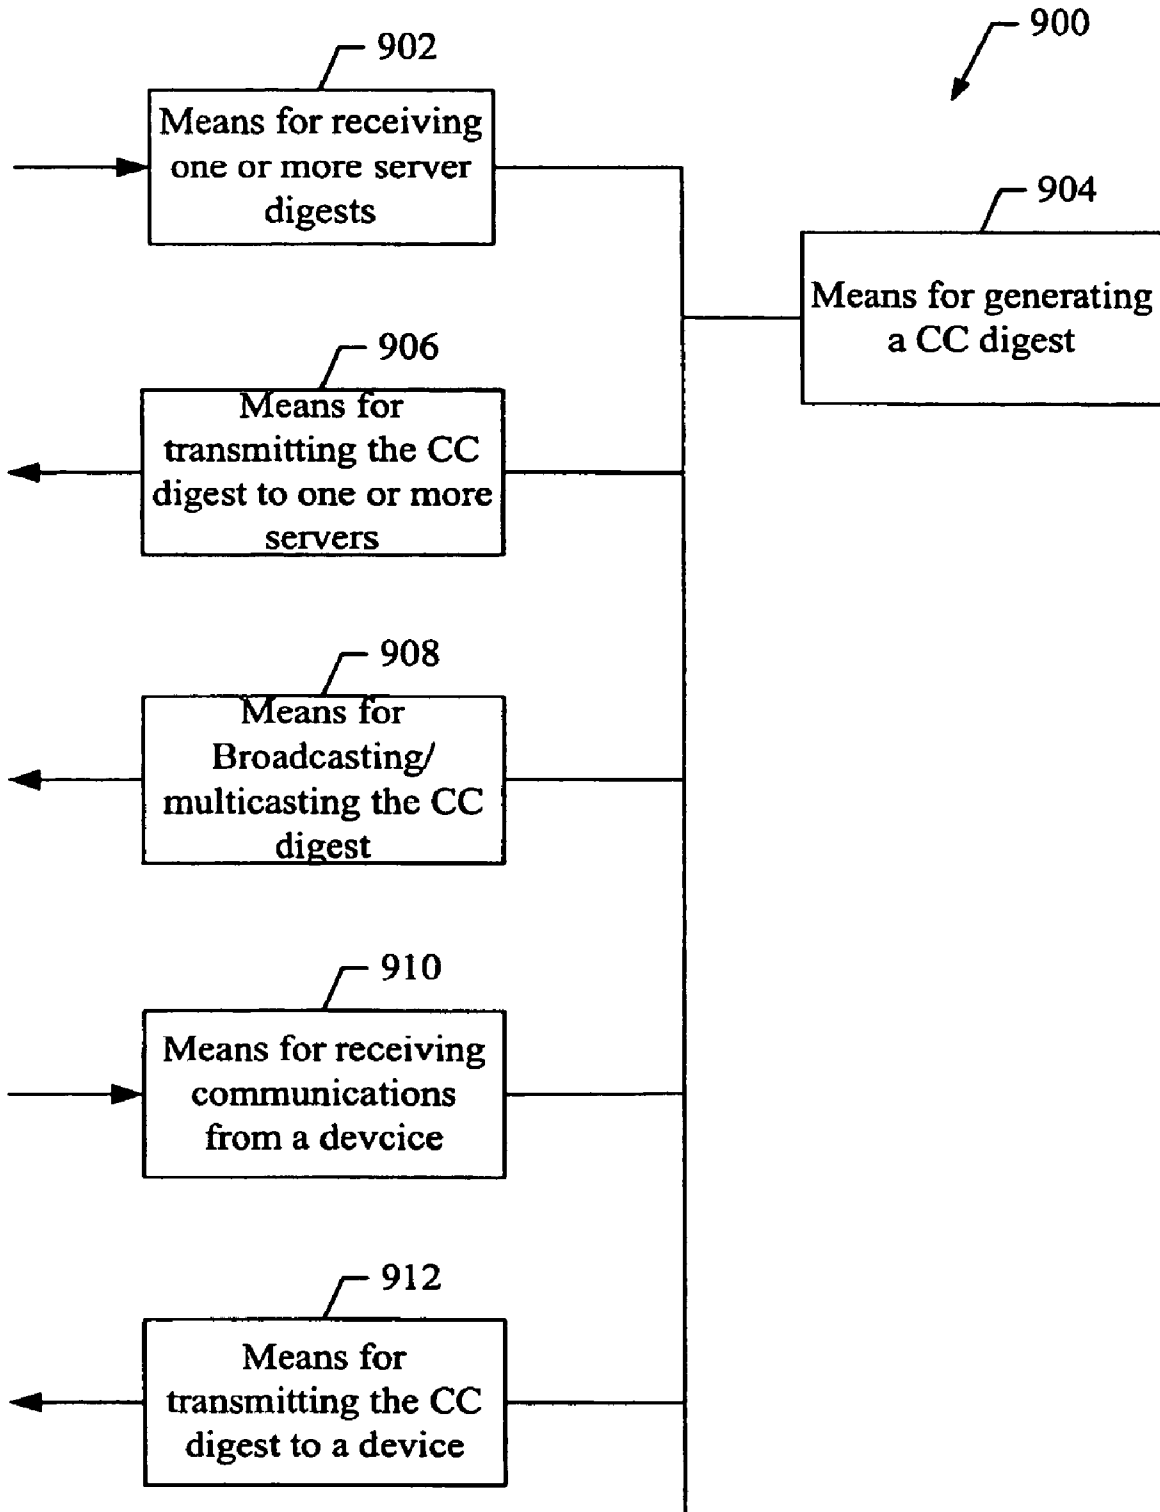 900
902
Means for receiving
one or more server
digests
904
Means for generating
a CC digest
906
Means for
transmitting the CC
digest to one or more
servers
908
Means for
Broadcasting/
multicasting the CC
digest
910
Means for receiving
communications
from a devcice
912
Means for
transmitting the CC
digest to a device